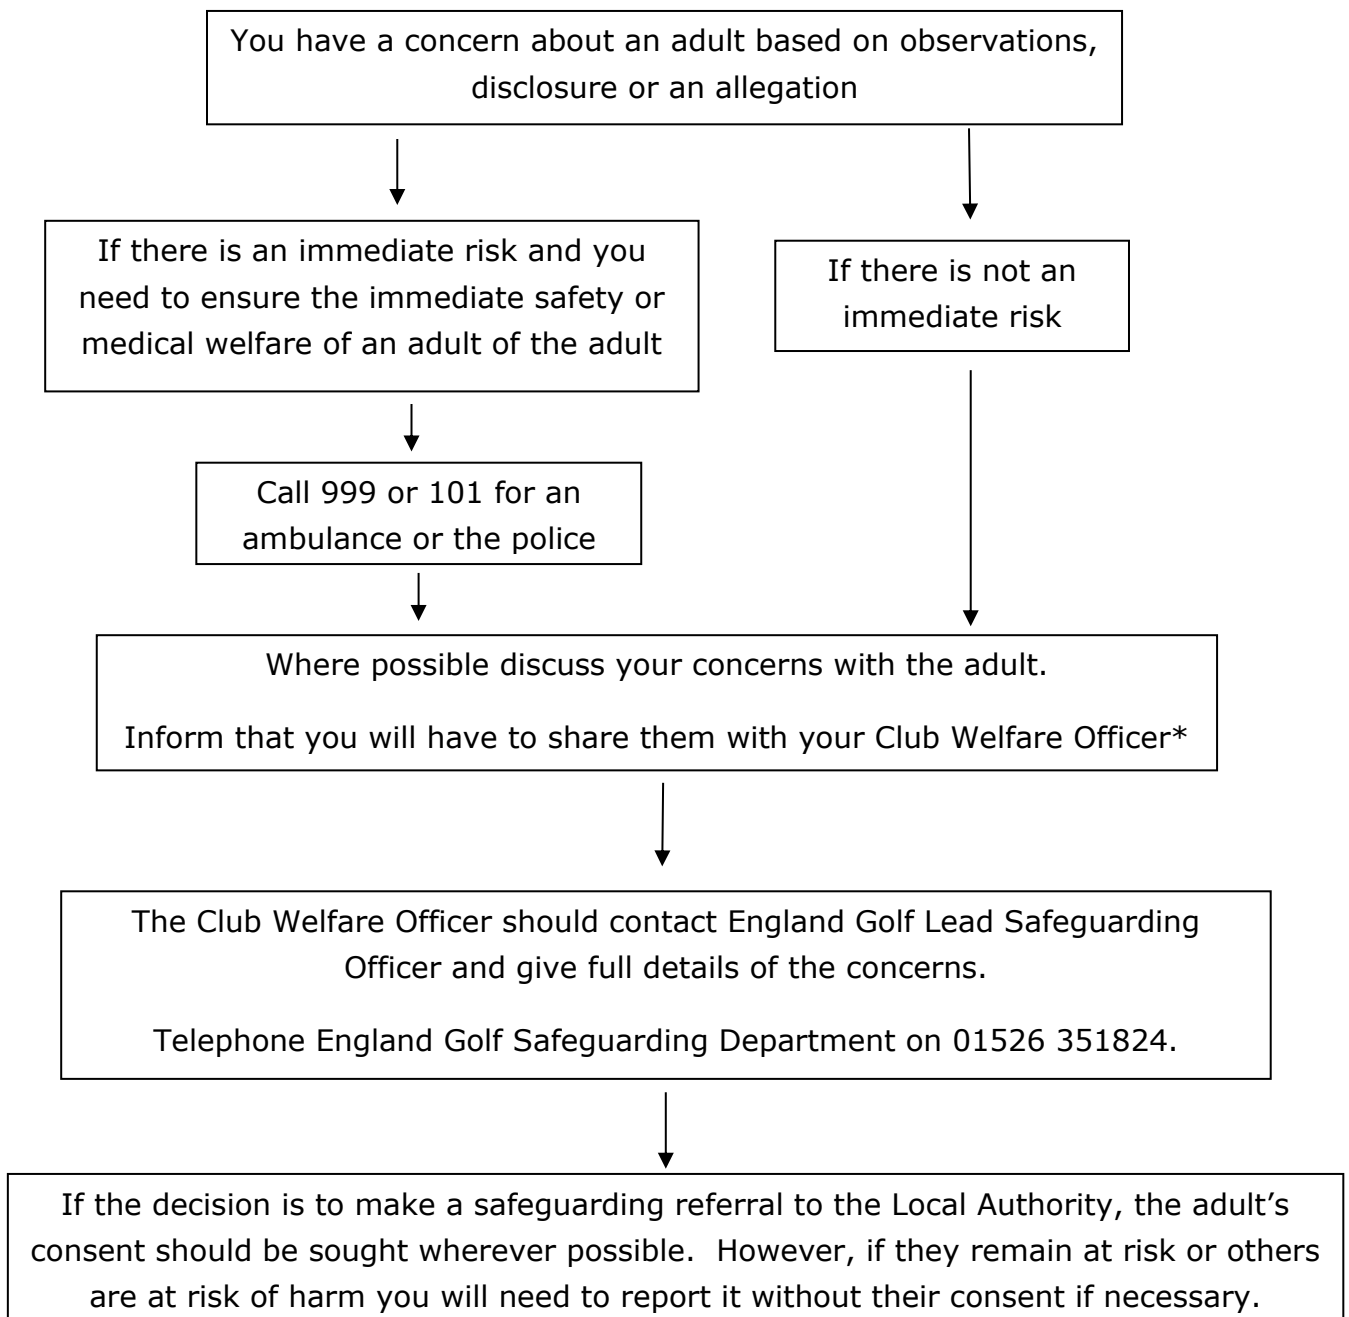 You have a concern about an adult based on observations,
disclosure or an allegation
If there is an immediate risk and you
need to ensure the immediate safety or
medical welfare of an adult of the adult
If there is not an
immediate risk
Call 999 or 101 for an
ambulance or the police
Where possible discuss your concerns with the adult.
Inform that you will have to share them with your Club Welfare Officer*
The Club Welfare Officer should contact England Golf Lead Safeguarding
Officer and give full details of the concerns.
Telephone England Golf Safeguarding Department on 01526 351824.
If the decision is to make a safeguarding referral to the Local Authority, the adult’s
consent should be sought wherever possible.  However, if they remain at risk or others
are at risk of harm you will need to report it without their consent if necessary.